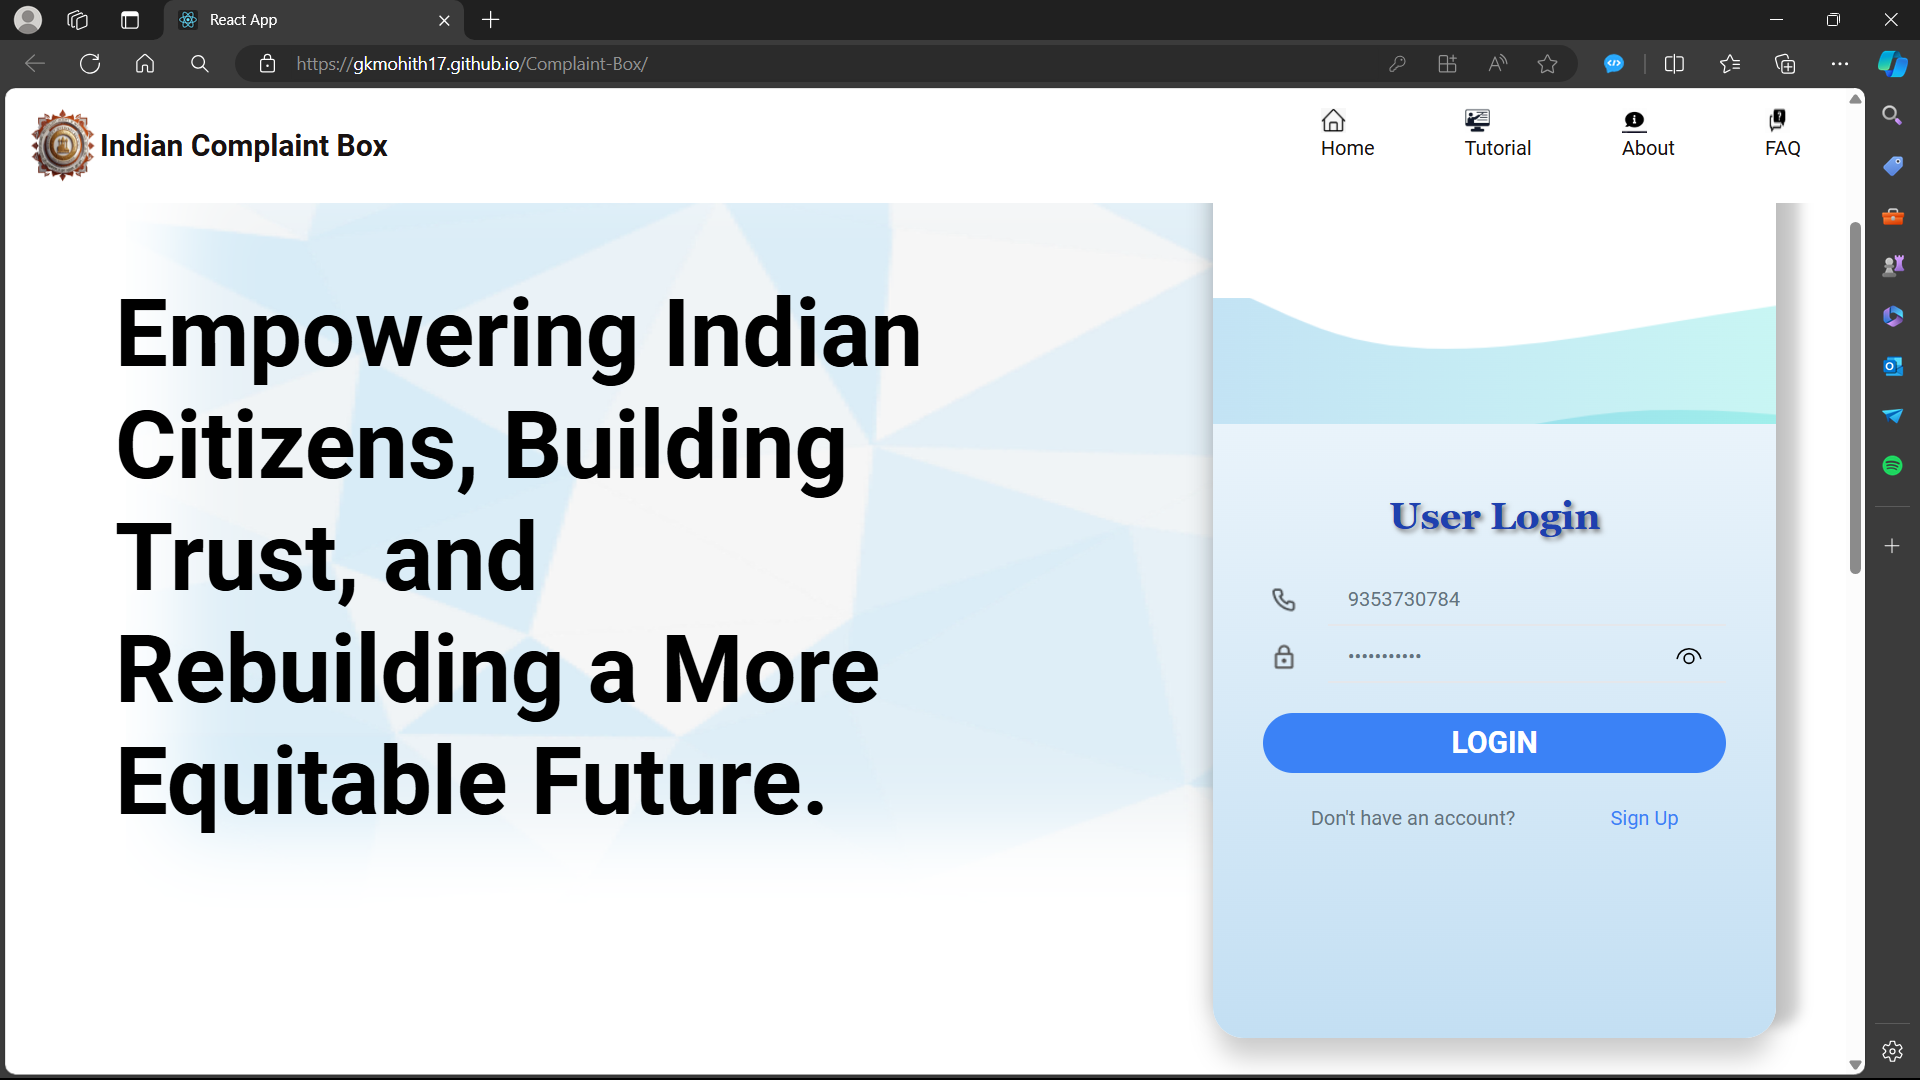 React App
https://gkmohith17.github.io/Complaint-Box/
Indian Complaint Box
Home
Tutorial
About
FAQ
Empowering Indian
Citizens, Building
Trust, and
Rebuilding a More
Equitable Future.
User Login
9353730784
•••••••••••
LOGIN
Don't have an account? Sign Up